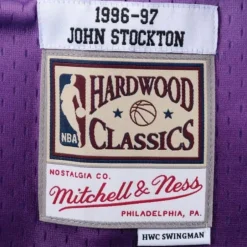 1996-97
JOHN STOCKTON
HARDWOOD
NBA
CLASSICS
NOSTALGIA CO.
Mitchell & Ness
PHILADELPHIA, PA.
HWC SWINGMAN